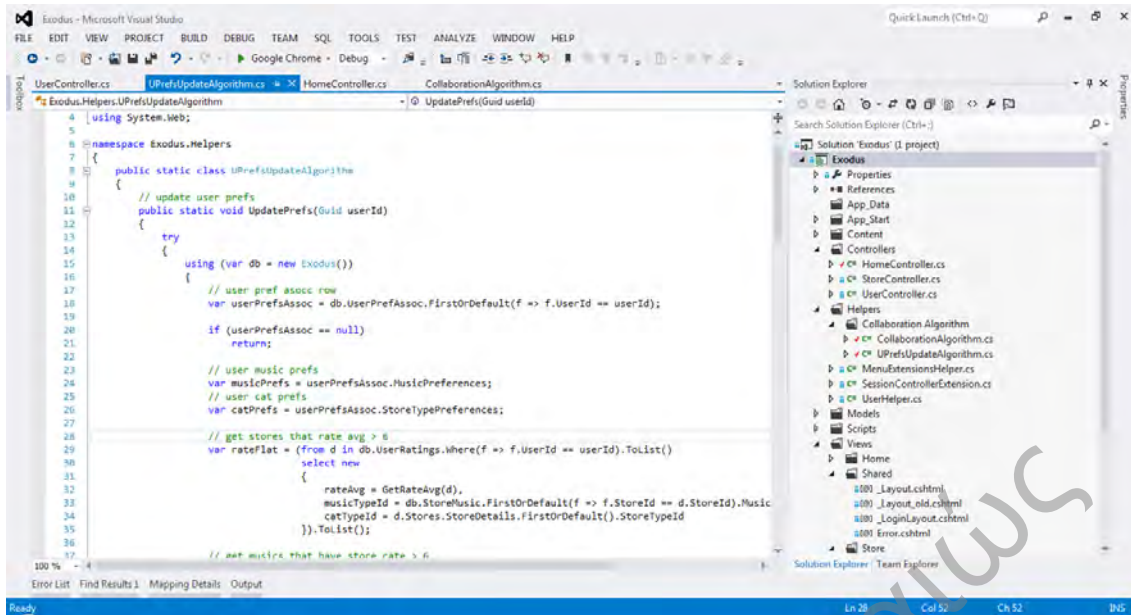 Exodus - Microsoft Visual Studio
Quick Launch (Ctrl+Q)
FILE EDIT VIEW PROJECT BUILD DEBUG TEAM SQL TOOLS TEST ANALYZE WINDOW HELP
Google Chrome - Debug
Toolbox
UserController.cs UPrefsUpdateAlgorithm.cs HomeController.cs CollaborationAlgorithm.cs
Exodus.Helpers.UPrefsUpdateAlgorithm UpdatePrefs(Guid userId)
4 using System.Web;
5
6 namespace Exodus.Helpers
7 {
8 public static class UPrefsUpdateAlgorithm
9 {
10 // update user prefs
11 public static void UpdatePrefs(Guid userId)
12 {
13 try
14 {
15 using (var db = new Exodus())
16 {
17 // user pref asocc row
18 var userPrefsAssoc = db.UserPrefAssoc.FirstOrDefault(f => f.UserId == userId);
19
20 if (userPrefsAssoc == null)
21 return;
22
23 // user music prefs
24 var musicPrefs = userPrefsAssoc.MusicPreferences;
25 // user cat prefs
26 var catPrefs = userPrefsAssoc.StoreTypePreferences;
27
28 // get stores that rate avg > 6
29 var rateFlat = (from d in db.UserRatings.Where(f => f.UserId == userId).ToList()
30 select new
31 {
32 rateAvg = GetRateAvg(d),
33 musicTypeId = db.StoreMusic.FirstOrDefault(f => f.StoreId == d.StoreId).Music
34 catTypeId = d.Stores.StoreDetails.FirstOrDefault().StoreTypeId
35 }).ToList();
36
37 // get musics that have store rate > 6
100 %
Error List Find Results 1 Mapping Details Output
Solution Explorer
Search Solution Explorer (Ctrl+;)
Solution 'Exodus' (1 project)
Exodus
Properties
References
App_Data
App_Start
Content
Controllers
HomeController.cs
StoreController.cs
UserController.cs
Helpers
Collaboration Algorithm
CollaborationAlgorithm.cs
UPrefsUpdateAlgorithm.cs
MenuExtensionsHelper.cs
SessionControllerExtension.cs
UserHelper.cs
Models
Scripts
Views
Home
Shared
_Layout.cshtml
_Layout_old.cshtml
_LoginLayout.cshtml
Error.cshtml
Store
Solution Explorer Team Explorer
Properties
Ready Ln 28 Col 52 Ch 52 INS